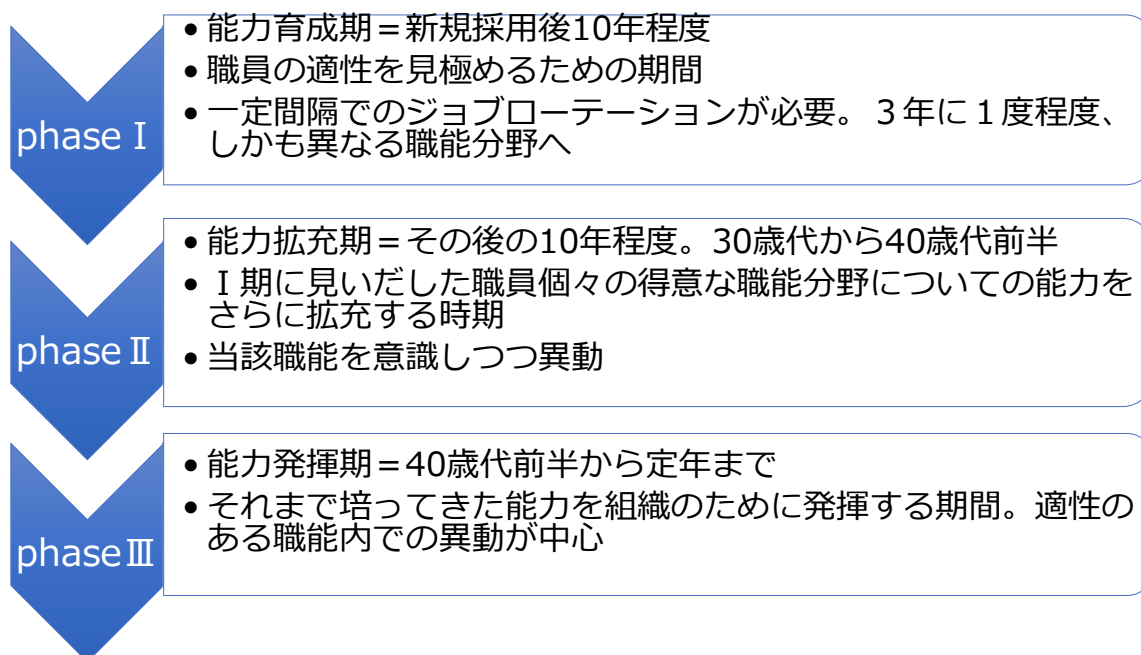 phaseⅠ
• 能力育成期＝新規採用後10年程度
• 職員の適性を見極めるための期間
• 一定間隔でのジョブローテーションが必要。３年に１度程度、
しかも異なる職能分野へ
phaseⅡ
• 能力拡充期＝その後の10年程度。30歳代から40歳代前半
• Ⅰ期に見いだした職員個々の得意な職能分野についての能力を
さらに拡充する時期
• 当該職能を意識しつつ異動
phaseⅢ
• 能力発揮期＝40歳代前半から定年まで
• それまで培ってきた能力を組織のために発揮する期間。適性の
ある職能内での異動が中心